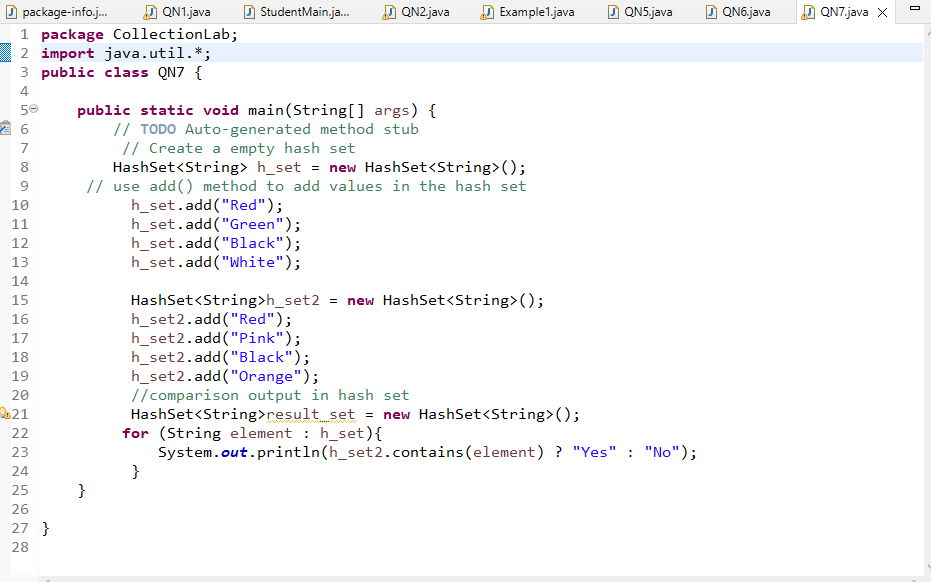 package-info.j... QN1.java StudentMain.ja... QN2.java Example1.java QN5.java QN6.java QN7.java
1 package CollectionLab;
2 import java.util.*;
3 public class QN7 {
4
5 public static void main(String[] args) {
6 // TODO Auto-generated method stub
7 // Create a empty hash set
8 HashSet<String> h_set = new HashSet<String>();
9 // use add() method to add values in the hash set
10 h_set.add("Red");
11 h_set.add("Green");
12 h_set.add("Black");
13 h_set.add("White");
14
15 HashSet<String>h_set2 = new HashSet<String>();
16 h_set2.add("Red");
17 h_set2.add("Pink");
18 h_set2.add("Black");
19 h_set2.add("Orange");
20 //comparison output in hash set
21 HashSet<String>result_set = new HashSet<String>();
22 for (String element : h_set){
23 System.out.println(h_set2.contains(element) ? "Yes" : "No");
24 }
25 }
26
27 }
28